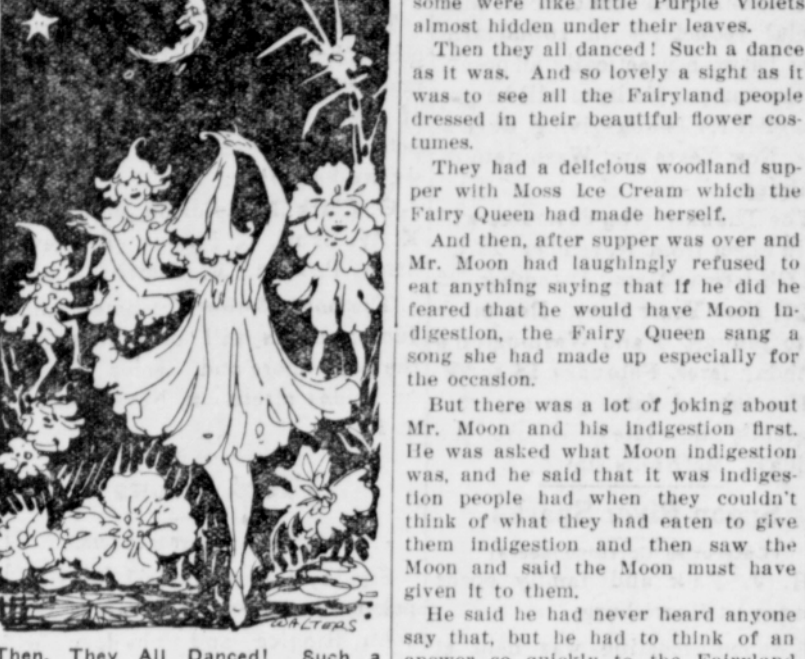 WALTERS
Then, They All Danced! Such a
some were like little Purple Violets
almost hidden under their leaves.
Then they all danced! Such a dance
as it was. And so lovely a sight as it
was to see all the Fairyland people
dressed in their beautiful flower cos-
tumes.
They had a delicious woodland sup-
per with Moss Ice Cream which the
Fairy Queen had made herself.
And then, after supper was over and
Mr. Moon had laughingly refused to
eat anything saying that if he did he
feared that he would have Moon In-
digestion, the Fairy Queen sang a
song she had made up especially for
the occasion.
But there was a lot of joking about
Mr. Moon and his indigestion first.
He was asked what Moon indigestion
was, and he said that it was indiges-
tion people had when they couldn't
think of what they had eaten to give
them indigestion and then saw the
Moon and said the Moon must have
given it to them.
He said he had never heard anyone
say that, but he had to think of an
answer so quickly to the Fairyland